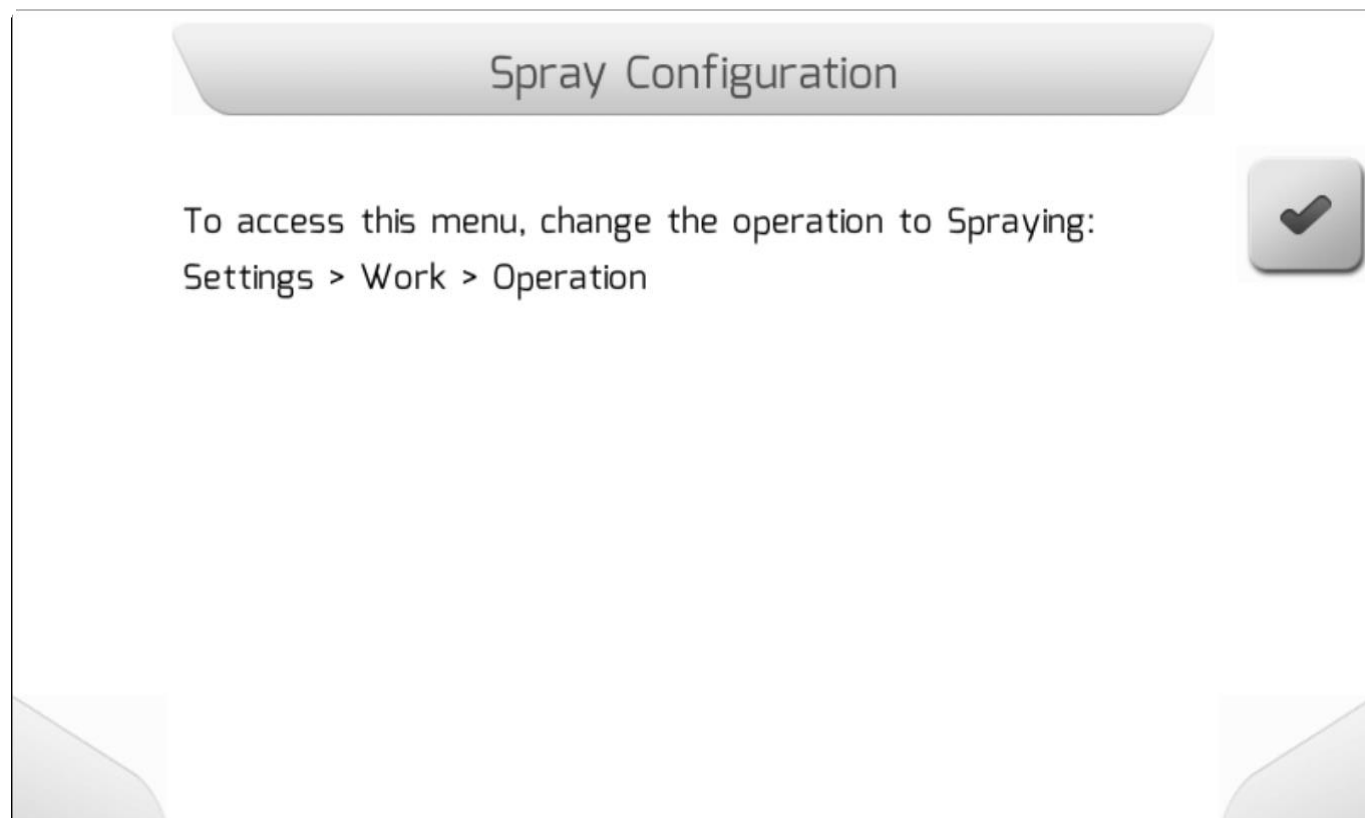 Spray Configuration
To access this menu, change the operation to Spraying:
Settings > Work > Operation